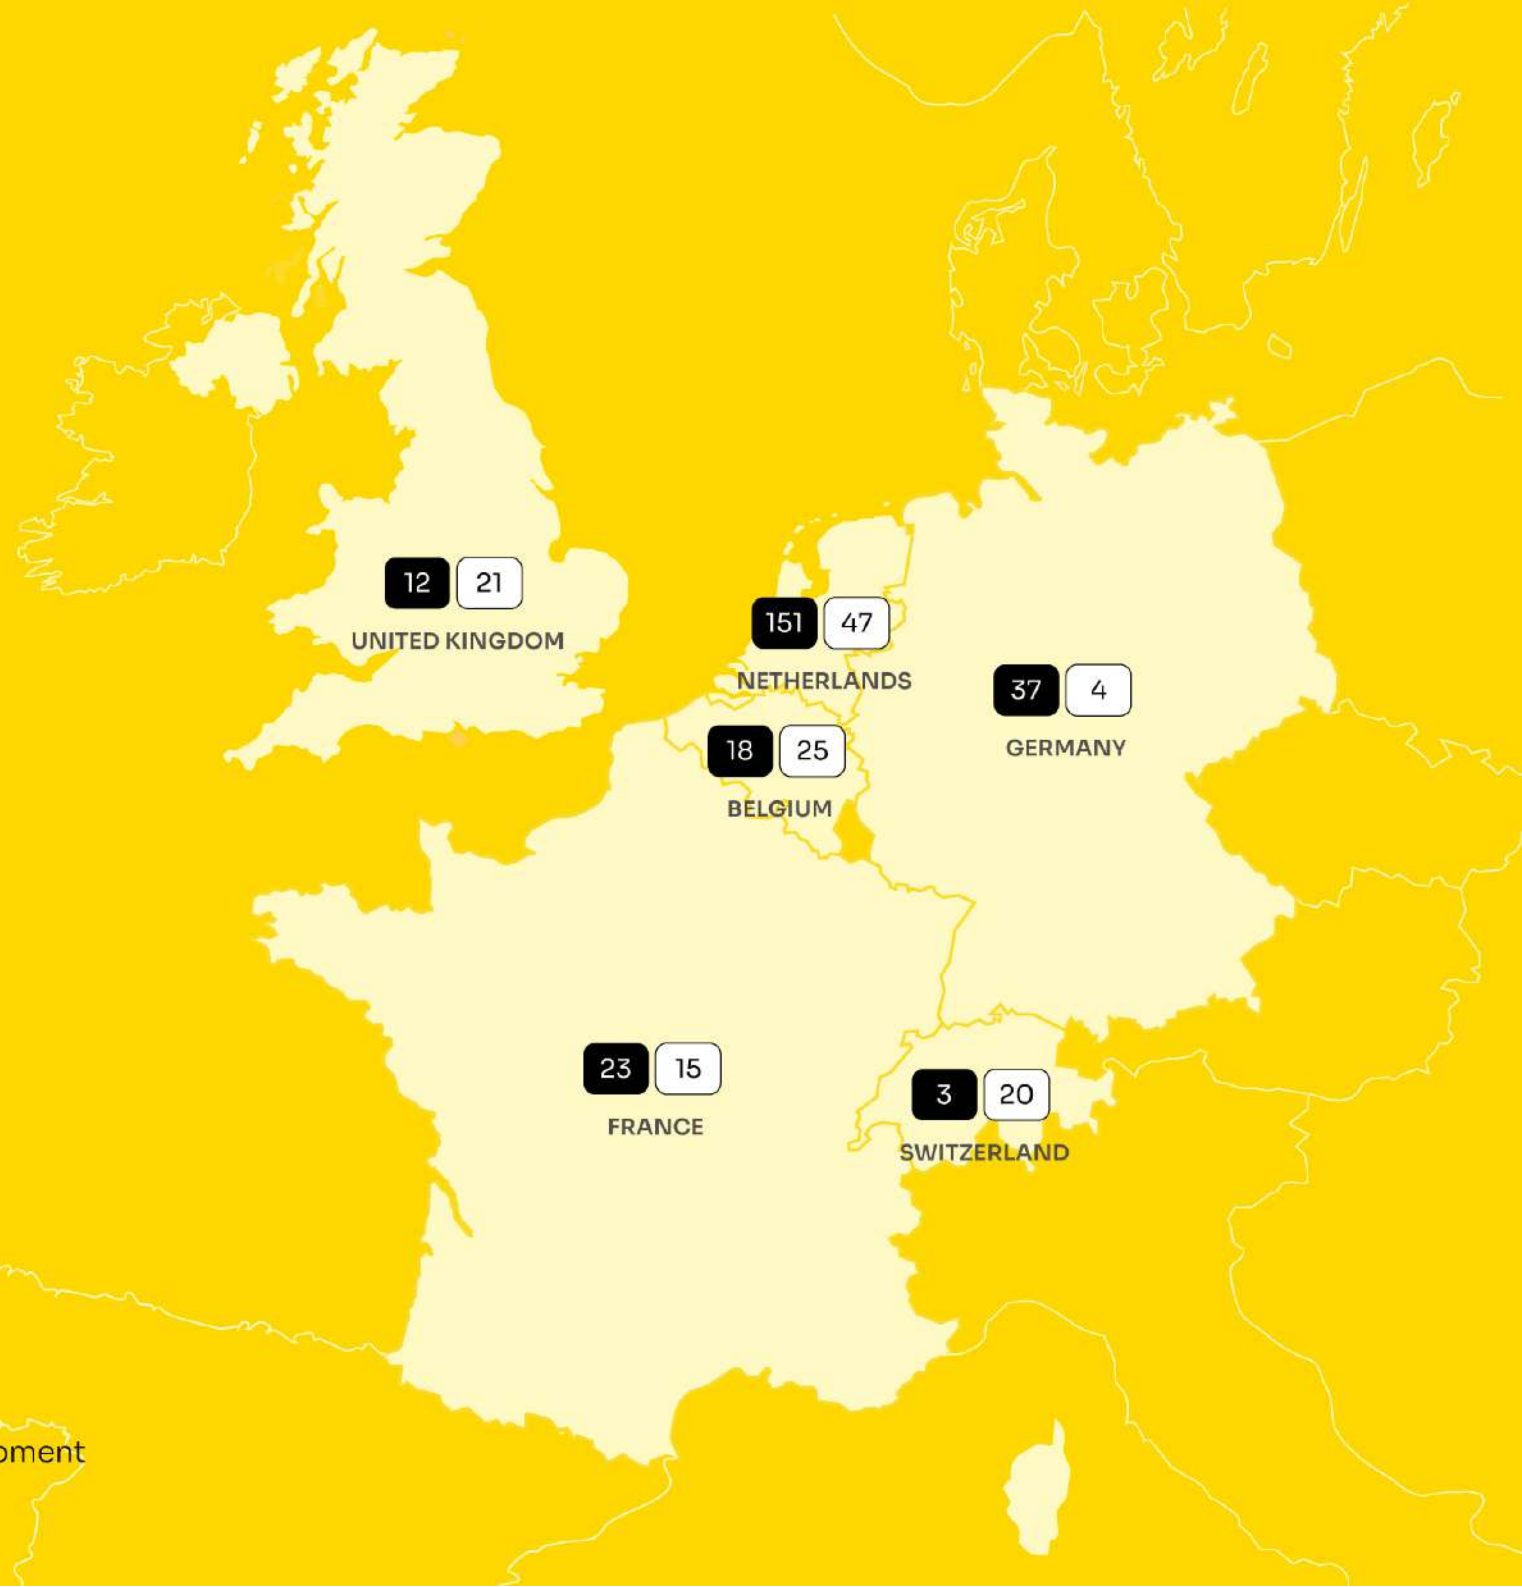 12 21
UNITED KINGDOM
151 47
NETHERLANDS
37 4
GERMANY
18 25
BELGIUM
23 15
FRANCE
3 20
SWITZERLAND